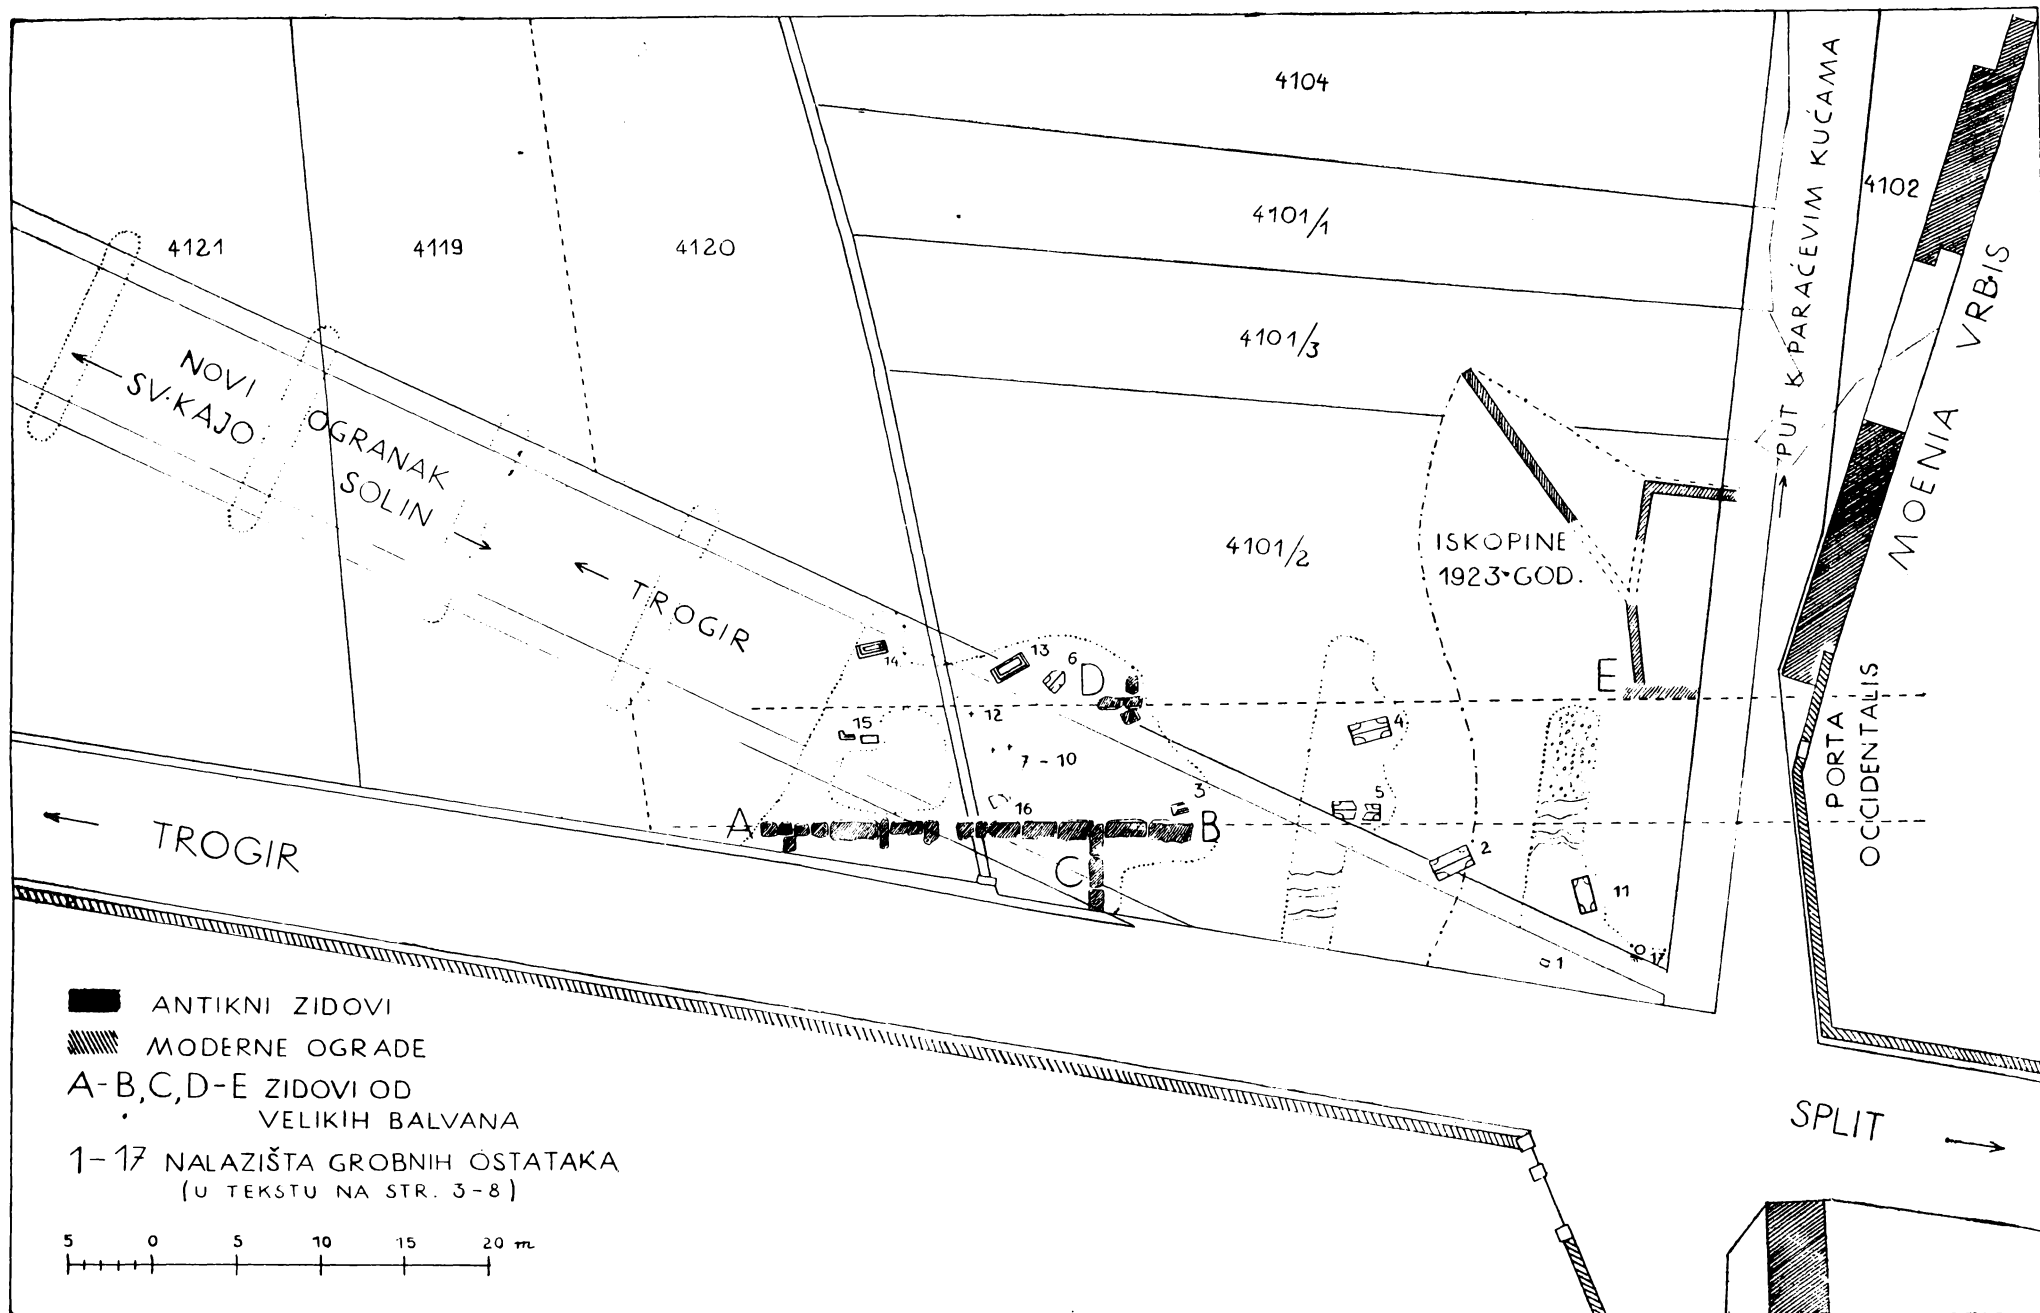 4104
4102
4101/1
4121
4119
4120
4101/3
PUT K PARAĆEVIM KUĆAMA
MOENIA VRBIS
NOVI OGRANAK
SV·KAJO SOLIN
4101/2
ISKOPINE
1923·GOD.
TROGIR
14
13
6
D
E
12
15
4
7-10
16
3
5
A
B
C
2
11
1
17
PORTA
OCCIDENTALIS
TROGIR
ANTIKNI ZIDOVI
MODERNE OGRADE
A-B,C,D-E ZIDOVI OD
VELIKIH BALVANA
1-17 NALAZIŠTA GROBNIH OSTATAKA
(U TEKSTU NA STR. 3-8)
SPLIT
5 0 5 10 15 20 m